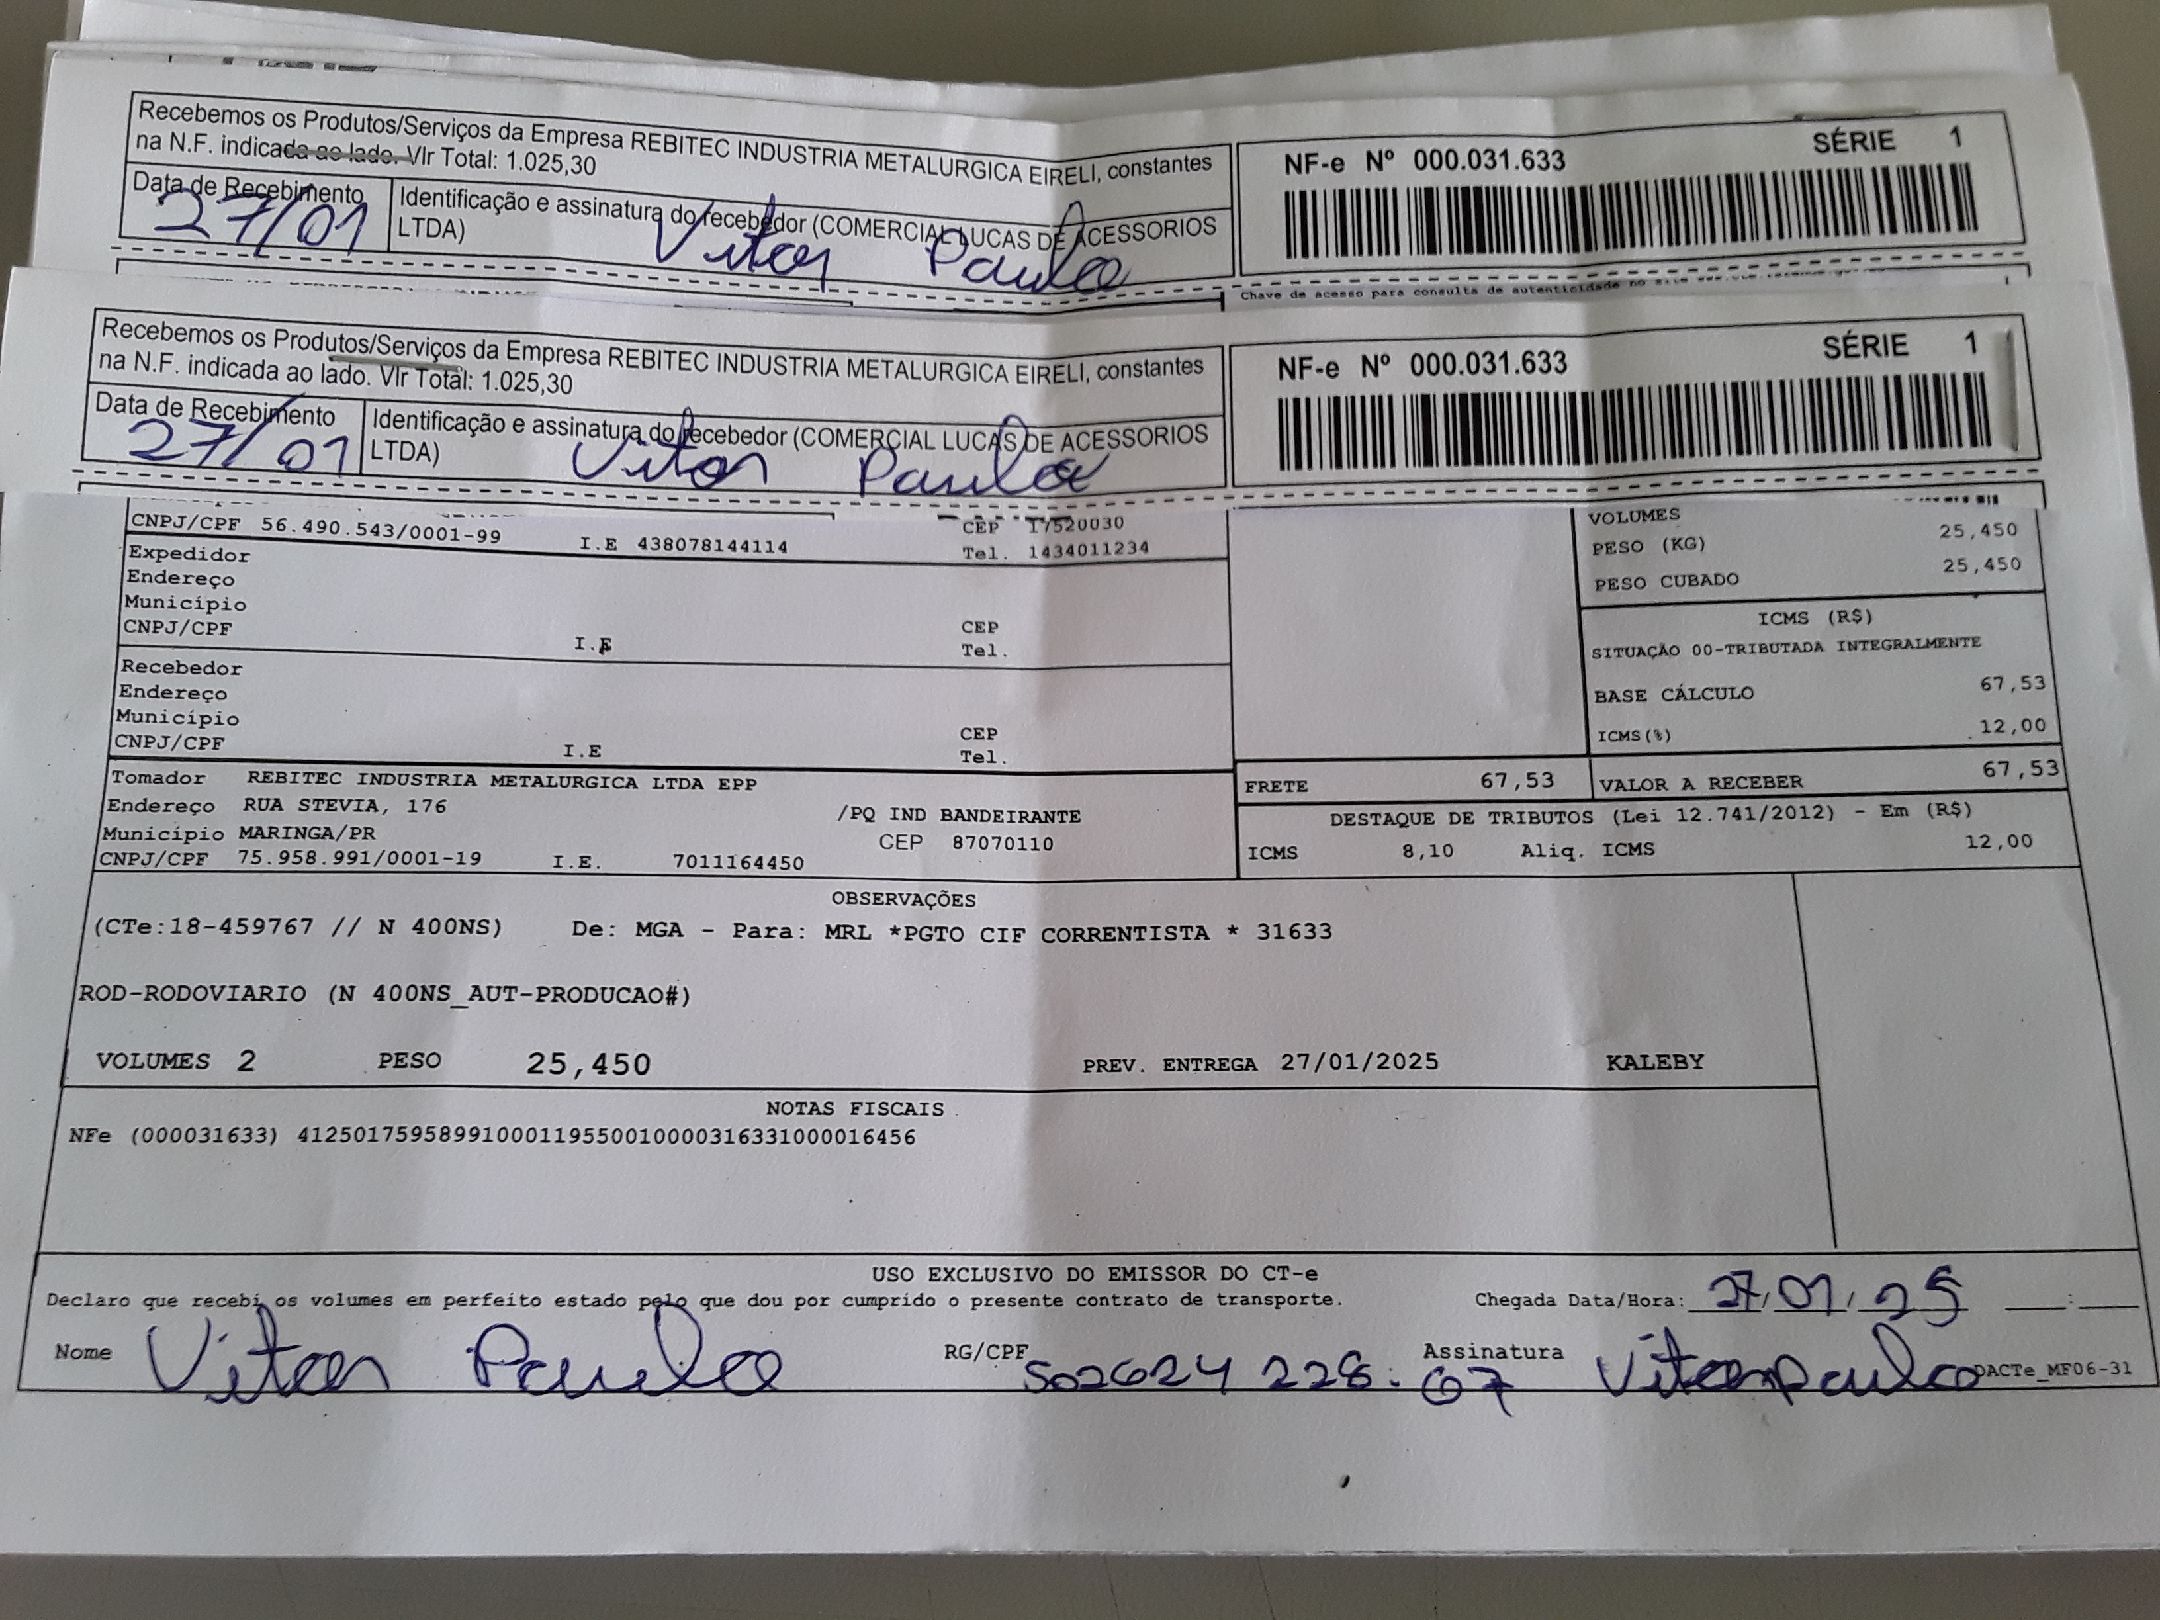 Recebemos os Produtos/Serviços da Empresa REBITEC INDUSTRIA METALURGICA EIRELI, constantes
na N.F. indicada ao lado. Vlr Total: 1.025,30
Data de Recebimento
27/01
Identificação e assinatura do recebedor (COMERCIAL LUCAS DE ACESSORIOS
LTDA)
Vitor Paulo
NF-e Nº 000.031.633
SÉRIE 1
Chave de acesso para consulta de autenticidade no site
Recebemos os Produtos/Serviços da Empresa REBITEC INDUSTRIA METALURGICA EIRELI, constantes
na N.F. indicada ao lado. Vlr Total: 1.025,30
Data de Recebimento
27/01
Identificação e assinatura do recebedor (COMERCIAL LUCAS DE ACESSORIOS
LTDA)
Vitor Paulo
NF-e Nº 000.031.633
SÉRIE 1
CNPJ/CPF 56.490.543/0001-99 I.E 438078144114
CEP 17520030
Tel. 1434011234
Expedidor
Endereço
Município
CNPJ/CPF I.E
CEP
Tel.
Recebedor
Endereço
Município
CNPJ/CPF I.E
CEP
Tel.
VOLUMES
PESO (KG) 25,450
PESO CUBADO 25,450
ICMS (R$)
SITUAÇÃO 00-TRIBUTADA INTEGRALMENTE
BASE CÁLCULO 67,53
ICMS(%) 12,00
Tomador REBITEC INDUSTRIA METALURGICA LTDA EPP
Endereço RUA STEVIA, 176 /PQ IND BANDEIRANTE
Município MARINGA/PR CEP 87070110
CNPJ/CPF 75.958.991/0001-19 I.E. 7011164450
FRETE 67,53 VALOR A RECEBER 67,53
DESTAQUE DE TRIBUTOS (Lei 12.741/2012) - Em (R$)
ICMS 8,10 Aliq. ICMS 12,00
OBSERVAÇÕES
(CTe:18-459767 // N 400NS) De: MGA - Para: MRL *PGTO CIF CORRENTISTA * 31633
ROD-RODOVIARIO (N 400NS_AUT-PRODUCAO#)
VOLUMES 2 PESO 25,450 PREV. ENTREGA 27/01/2025 KALEBY
NOTAS FISCAIS
NFe (000031633) 41250175958991000119550010000316331000016456
USO EXCLUSIVO DO EMISSOR DO CT-e
Declaro que recebi os volumes em perfeito estado pelo que dou por cumprido o presente contrato de transporte. Chegada Data/Hora: 27/01/25 __:__
Nome Vitor Paulo RG/CPF 502624228.07 Assinatura Vitor paulo DACTe_MF06-31